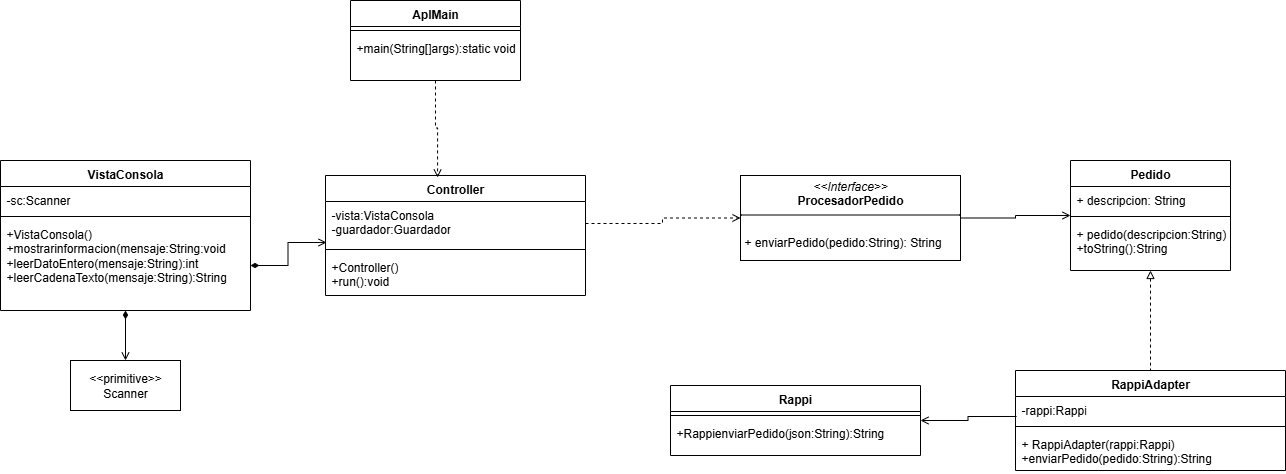 AplMain
+main(String[]args):static void
VistaConsola
-sc:Scanner
+VistaConsola()
+mostrarinformacion(mensaje:String:void
+leerDatoEntero(mensaje:String):int
+leerCadenaTexto(mensaje:String):String
<<primitive>>
Scanner
Controller
-vista:VistaConsola
-guardador:Guardador
+Controller()
+run():void
<<Interface>>
ProcesadorPedido
+ enviarPedido(pedido:String): String
Pedido
+ descripcion: String
+ pedido(descripcion:String)
+toString():String
Rappi
+RappienviarPedido(json:String):String
RappiAdapter
-rappi:Rappi
+ RappiAdapter(rappi:Rappi)
+enviarPedido(pedido:String):String